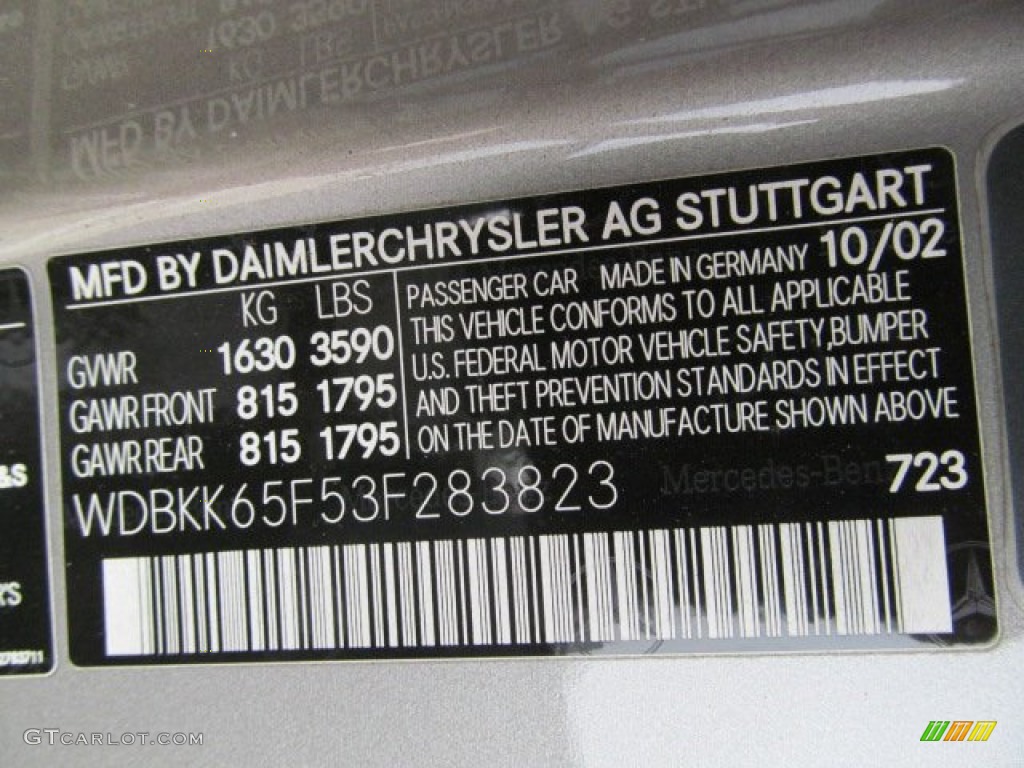 MFD BY DAIMLERCHRYSLER AG STUTTGART
KG LBS
GVWR 1630 3590
GAWR FRONT 815 1795
GAWR REAR 815 1795
PASSENGER CAR MADE IN GERMANY 10/02
THIS VEHICLE CONFORMS TO ALL APPLICABLE
U.S. FEDERAL MOTOR VEHICLE SAFETY,BUMPER
AND THEFT PREVENTION STANDARDS IN EFFECT
ON THE DATE OF MANUFACTURE SHOWN ABOVE
WDBKK65F53F283823
Mercedes-Benz
723
&S
GTCARLOT.COM